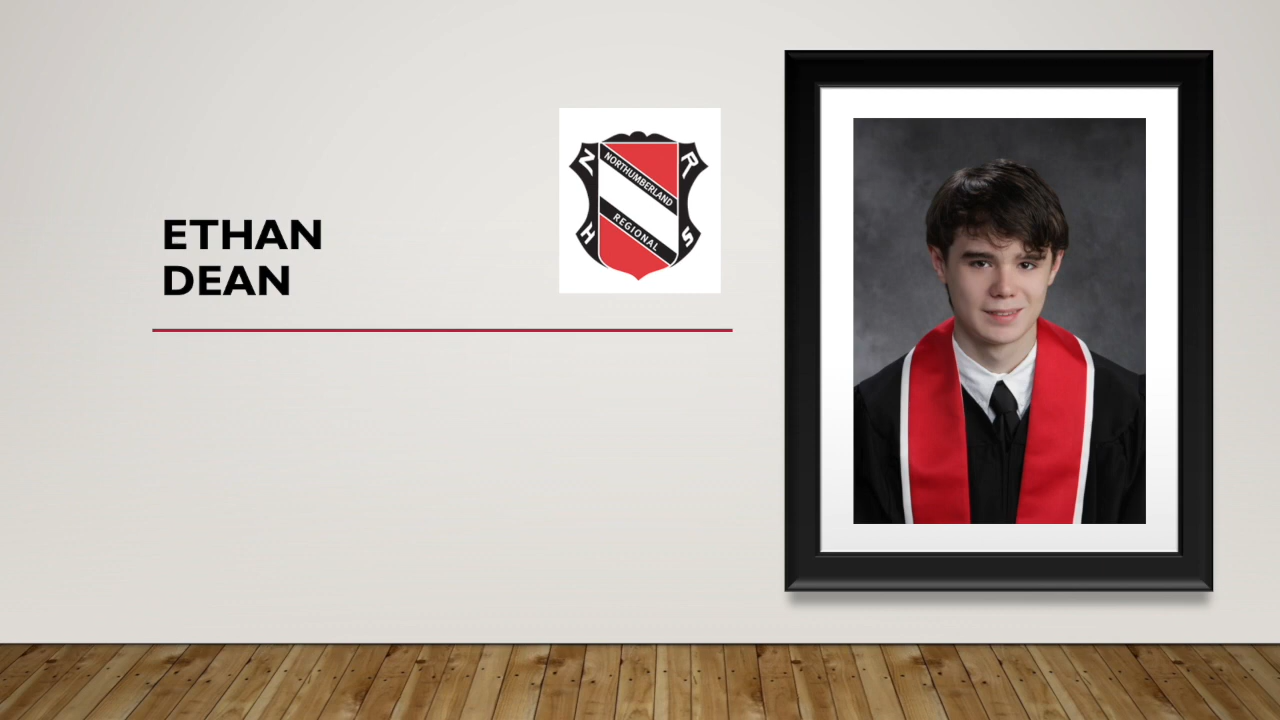 ETHAN
DEAN
N R
NORTHUMBERLAND
REGIONAL
H S